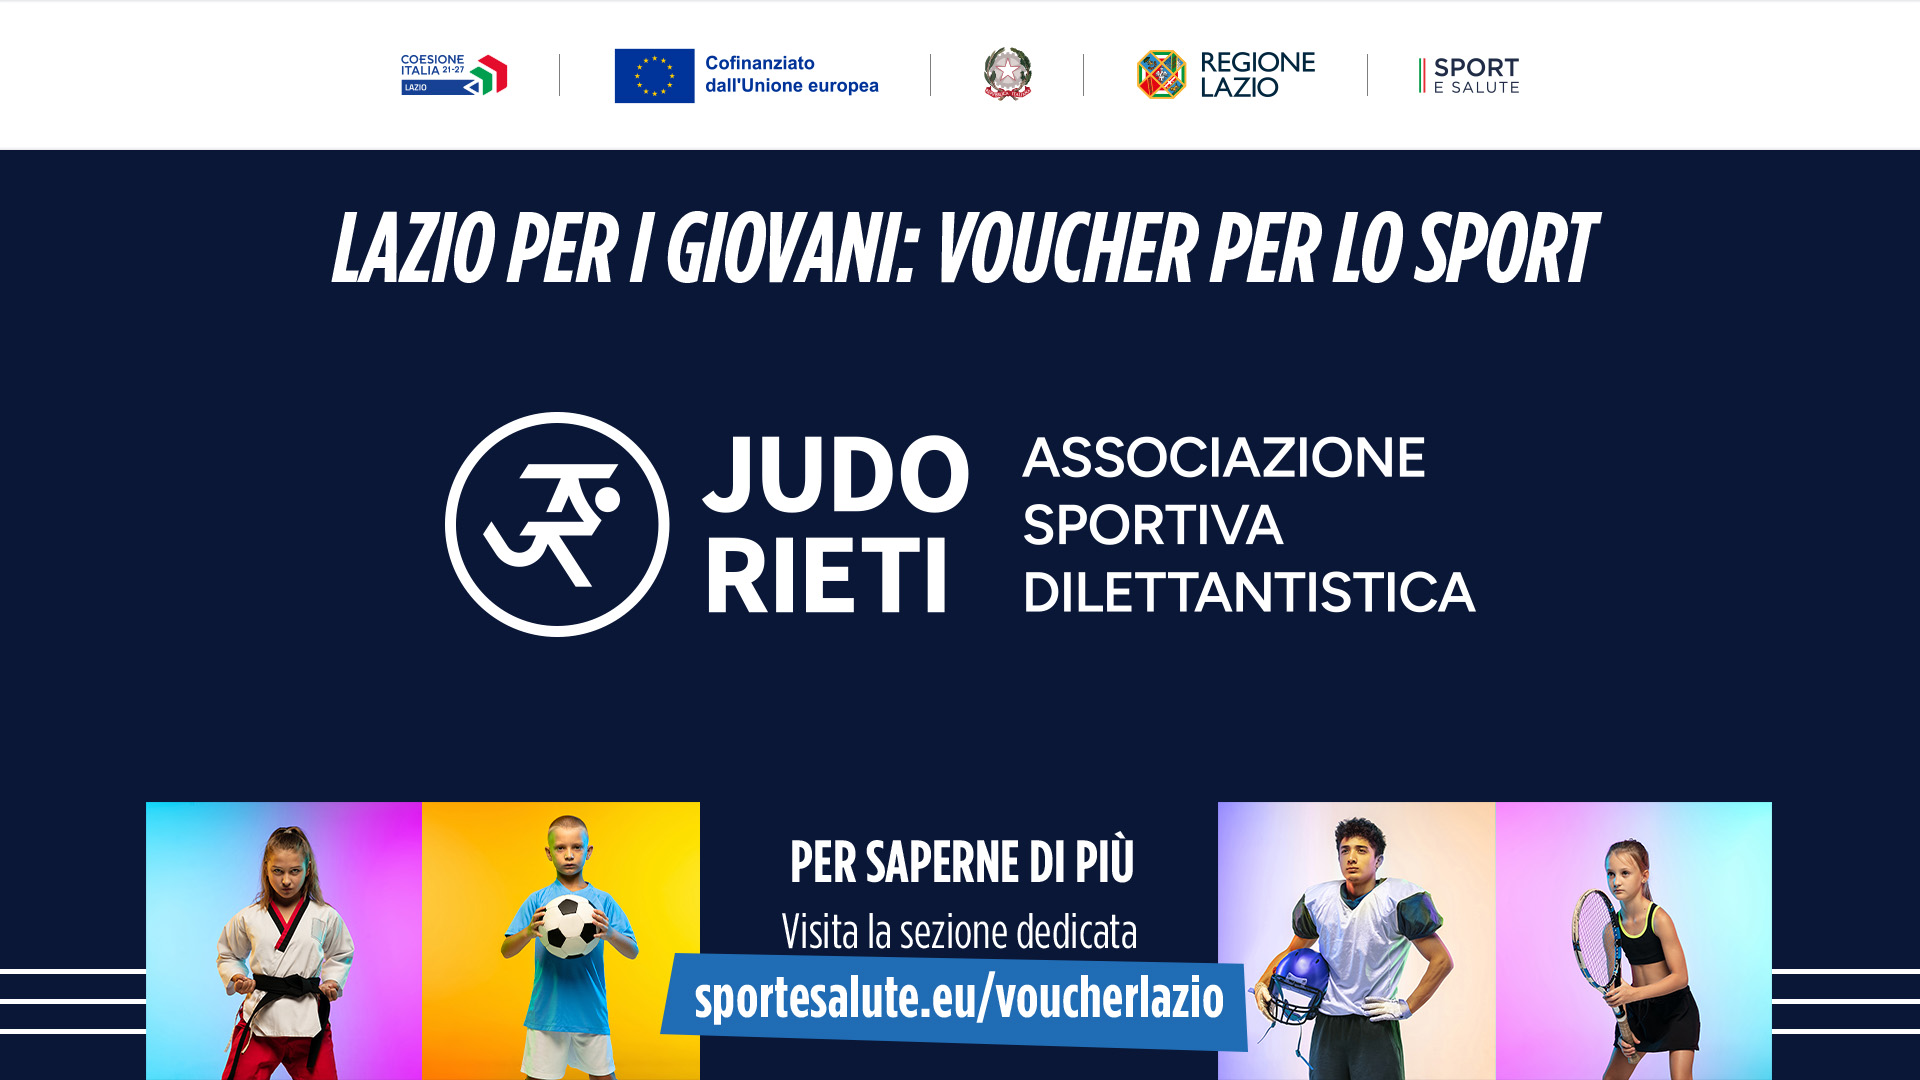 COESIONE
ITALIA 21-27
LAZIO
Cofinanziato
dall'Unione europea
REGIONE
LAZIO
SPORT
E SALUTE
LAZIO PER I GIOVANI: VOUCHER PER LO SPORT
JUDO
RIETI
ASSOCIAZIONE
SPORTIVA
DILETTANTISTICA
PER SAPERNE DI PIÙ
Visita la sezione dedicata
sportesalute.eu/voucherlazio